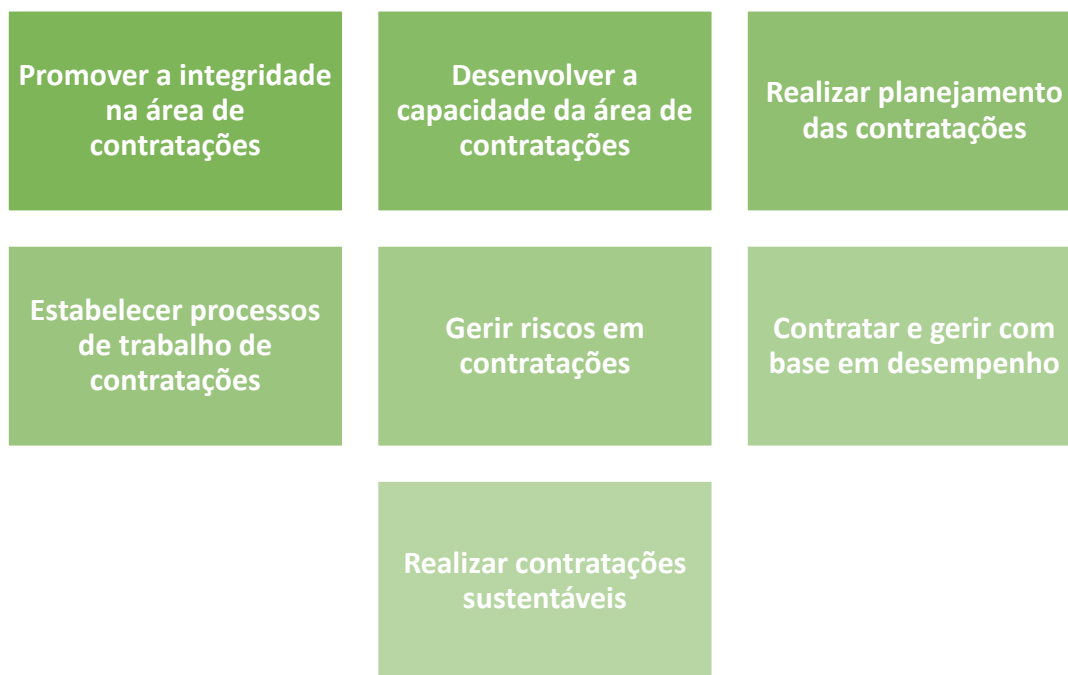 Promover a integridade
na área de
contratações
Desenvolver a
capacidade da área de
contratações
Realizar planejamento
das contratações
Estabelecer processos
de trabalho de
contratações
Gerir riscos em
contratações
Contratar e gerir com
base em desempenho
Realizar contratações
sustentáveis